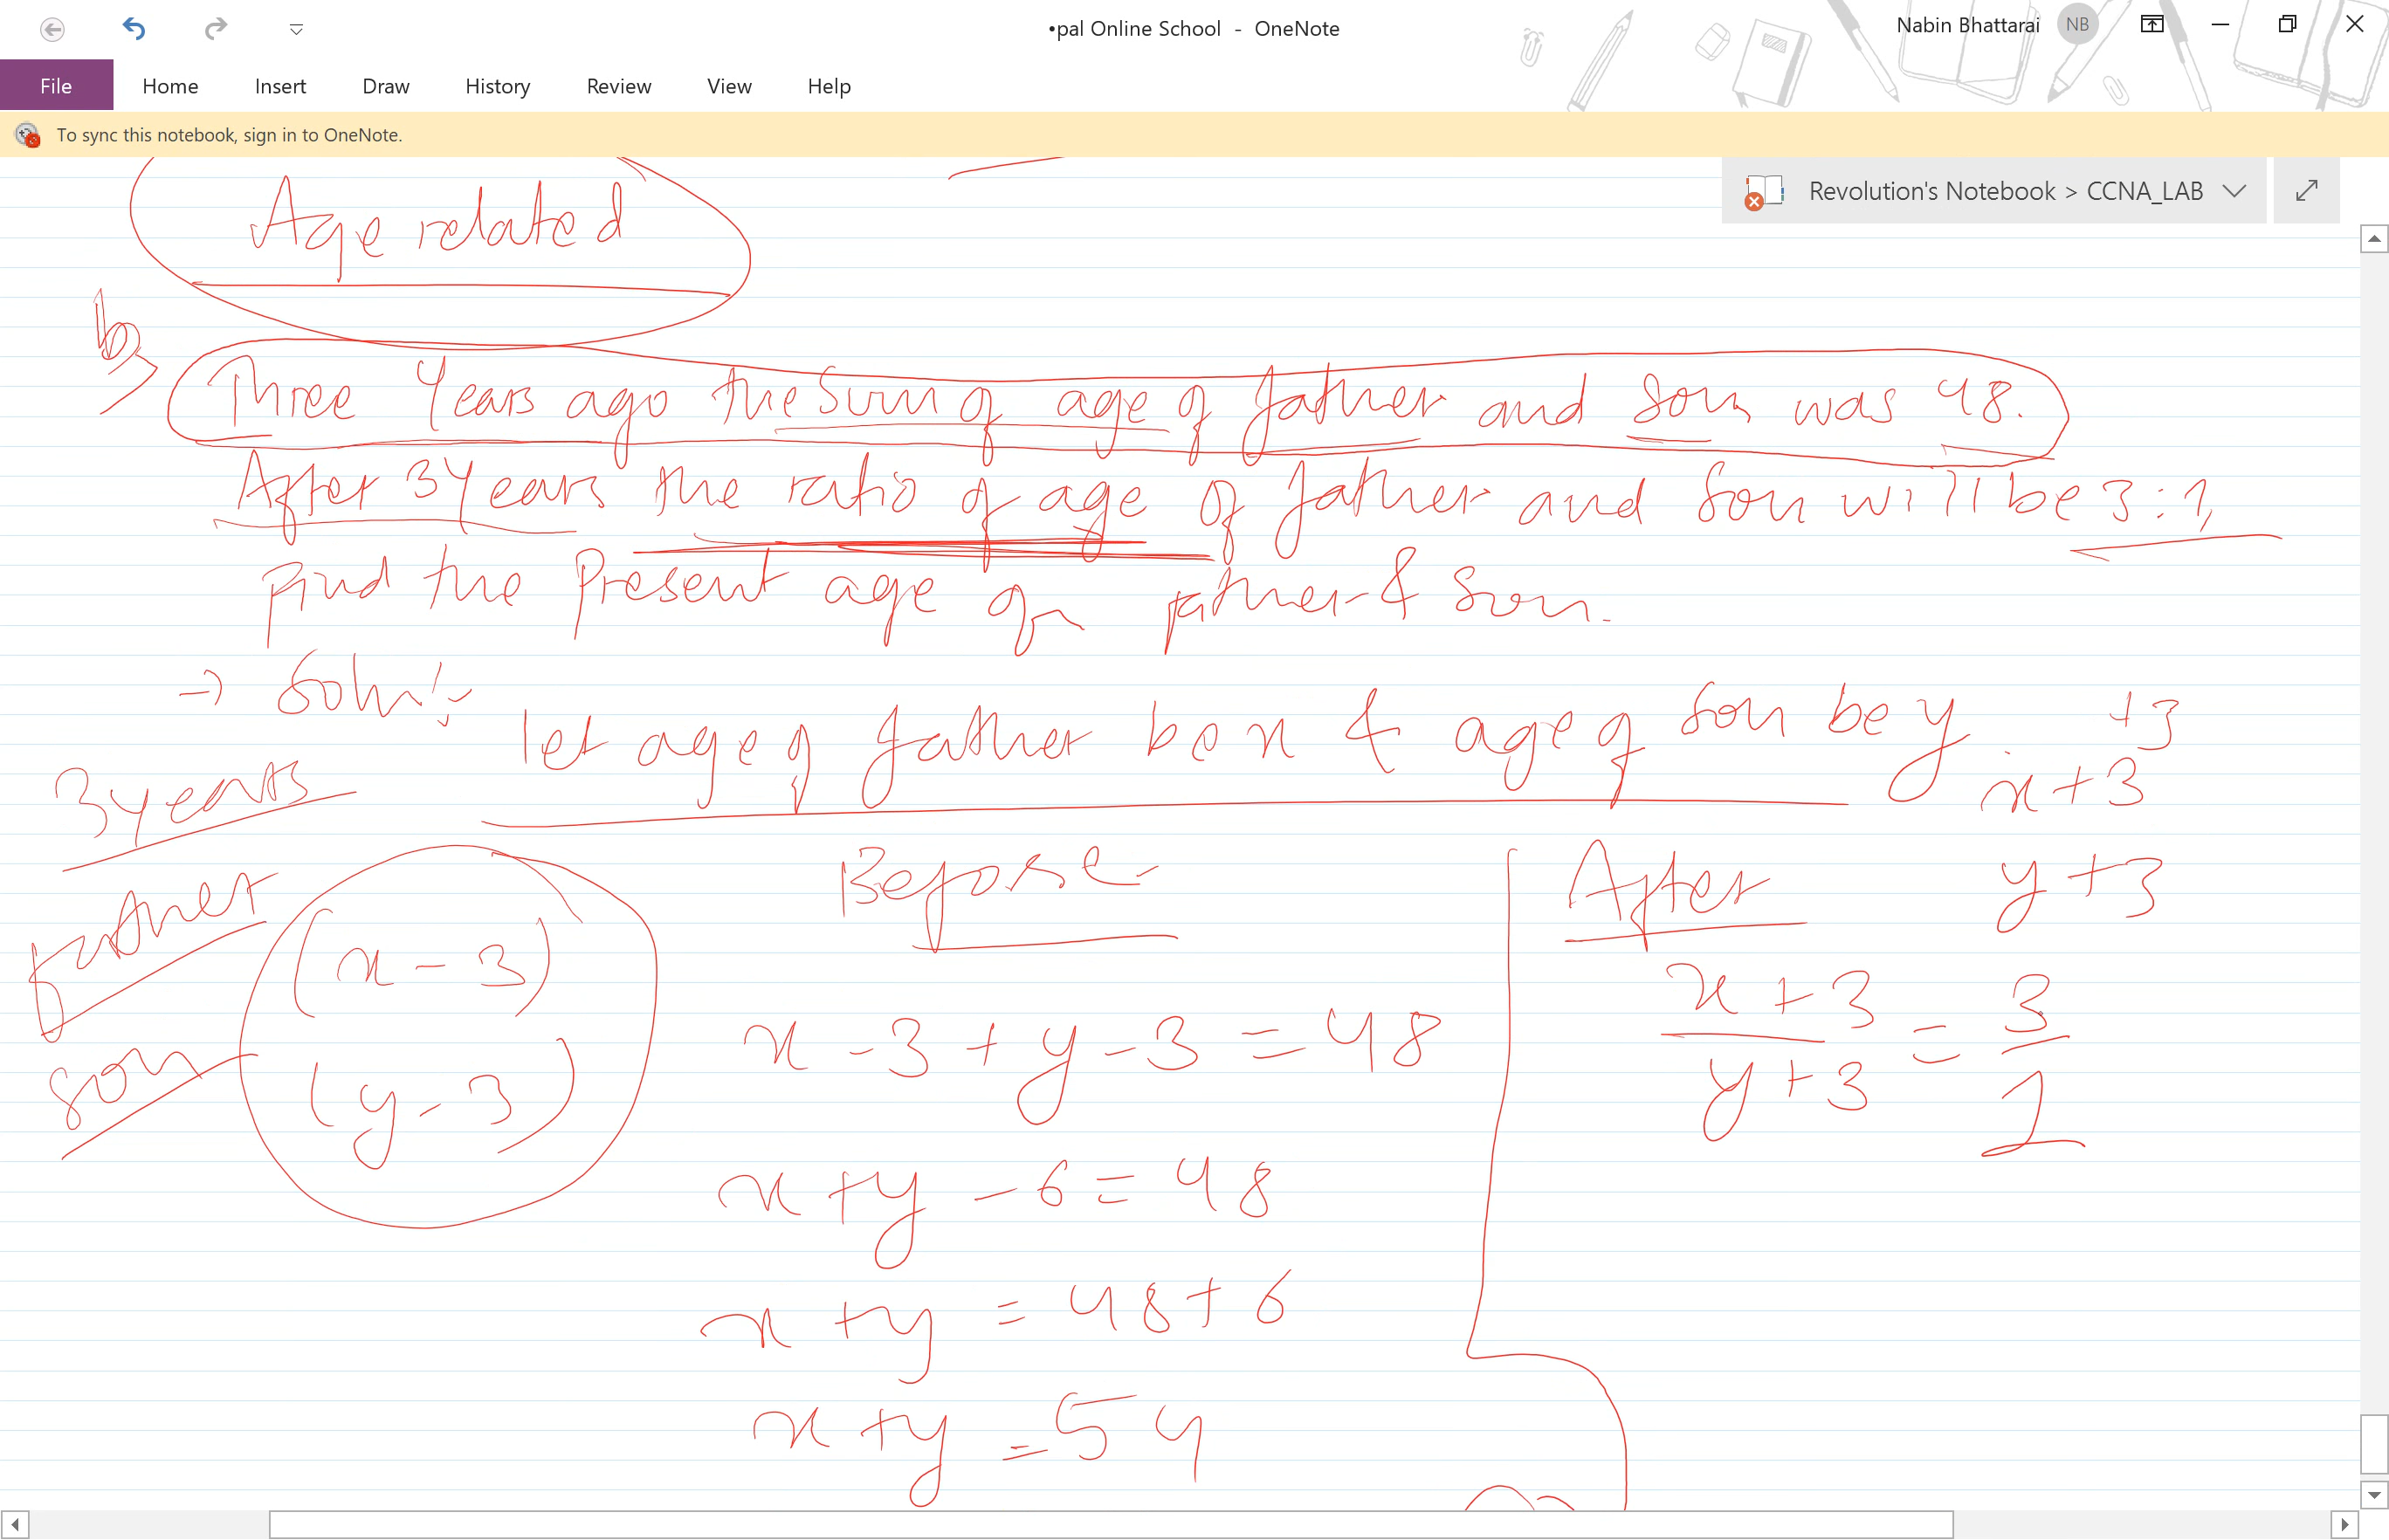 •pal Online School - OneNote
Nabin Bhattarai NB
File Home Insert Draw History Review View Help
To sync this notebook, sign in to OneNote.
Revolution's Notebook > CCNA_LAB
Age related
b)
Three Years ago the Sum of age of father and Son was 48.
After 3 Years the ratio of age of father and Son will be 3:1,
Find the Present age of father & Son.
→ Soln:-
let age of father be x & age of son be y
+3
x+3
y+3
3 years
father (x-3)
son (y-3)
Before
x-3+y-3=48
x+y-6=48
x+y=48+6
x+y=54
After
x+3 = 3
y+3 1